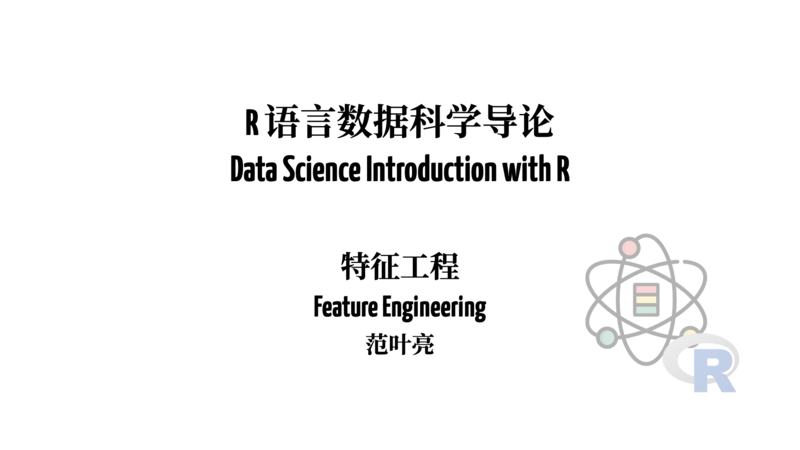 R 语言数据科学导论
Data Science Introduction with R
特征工程
Feature Engineering
范叶亮
R